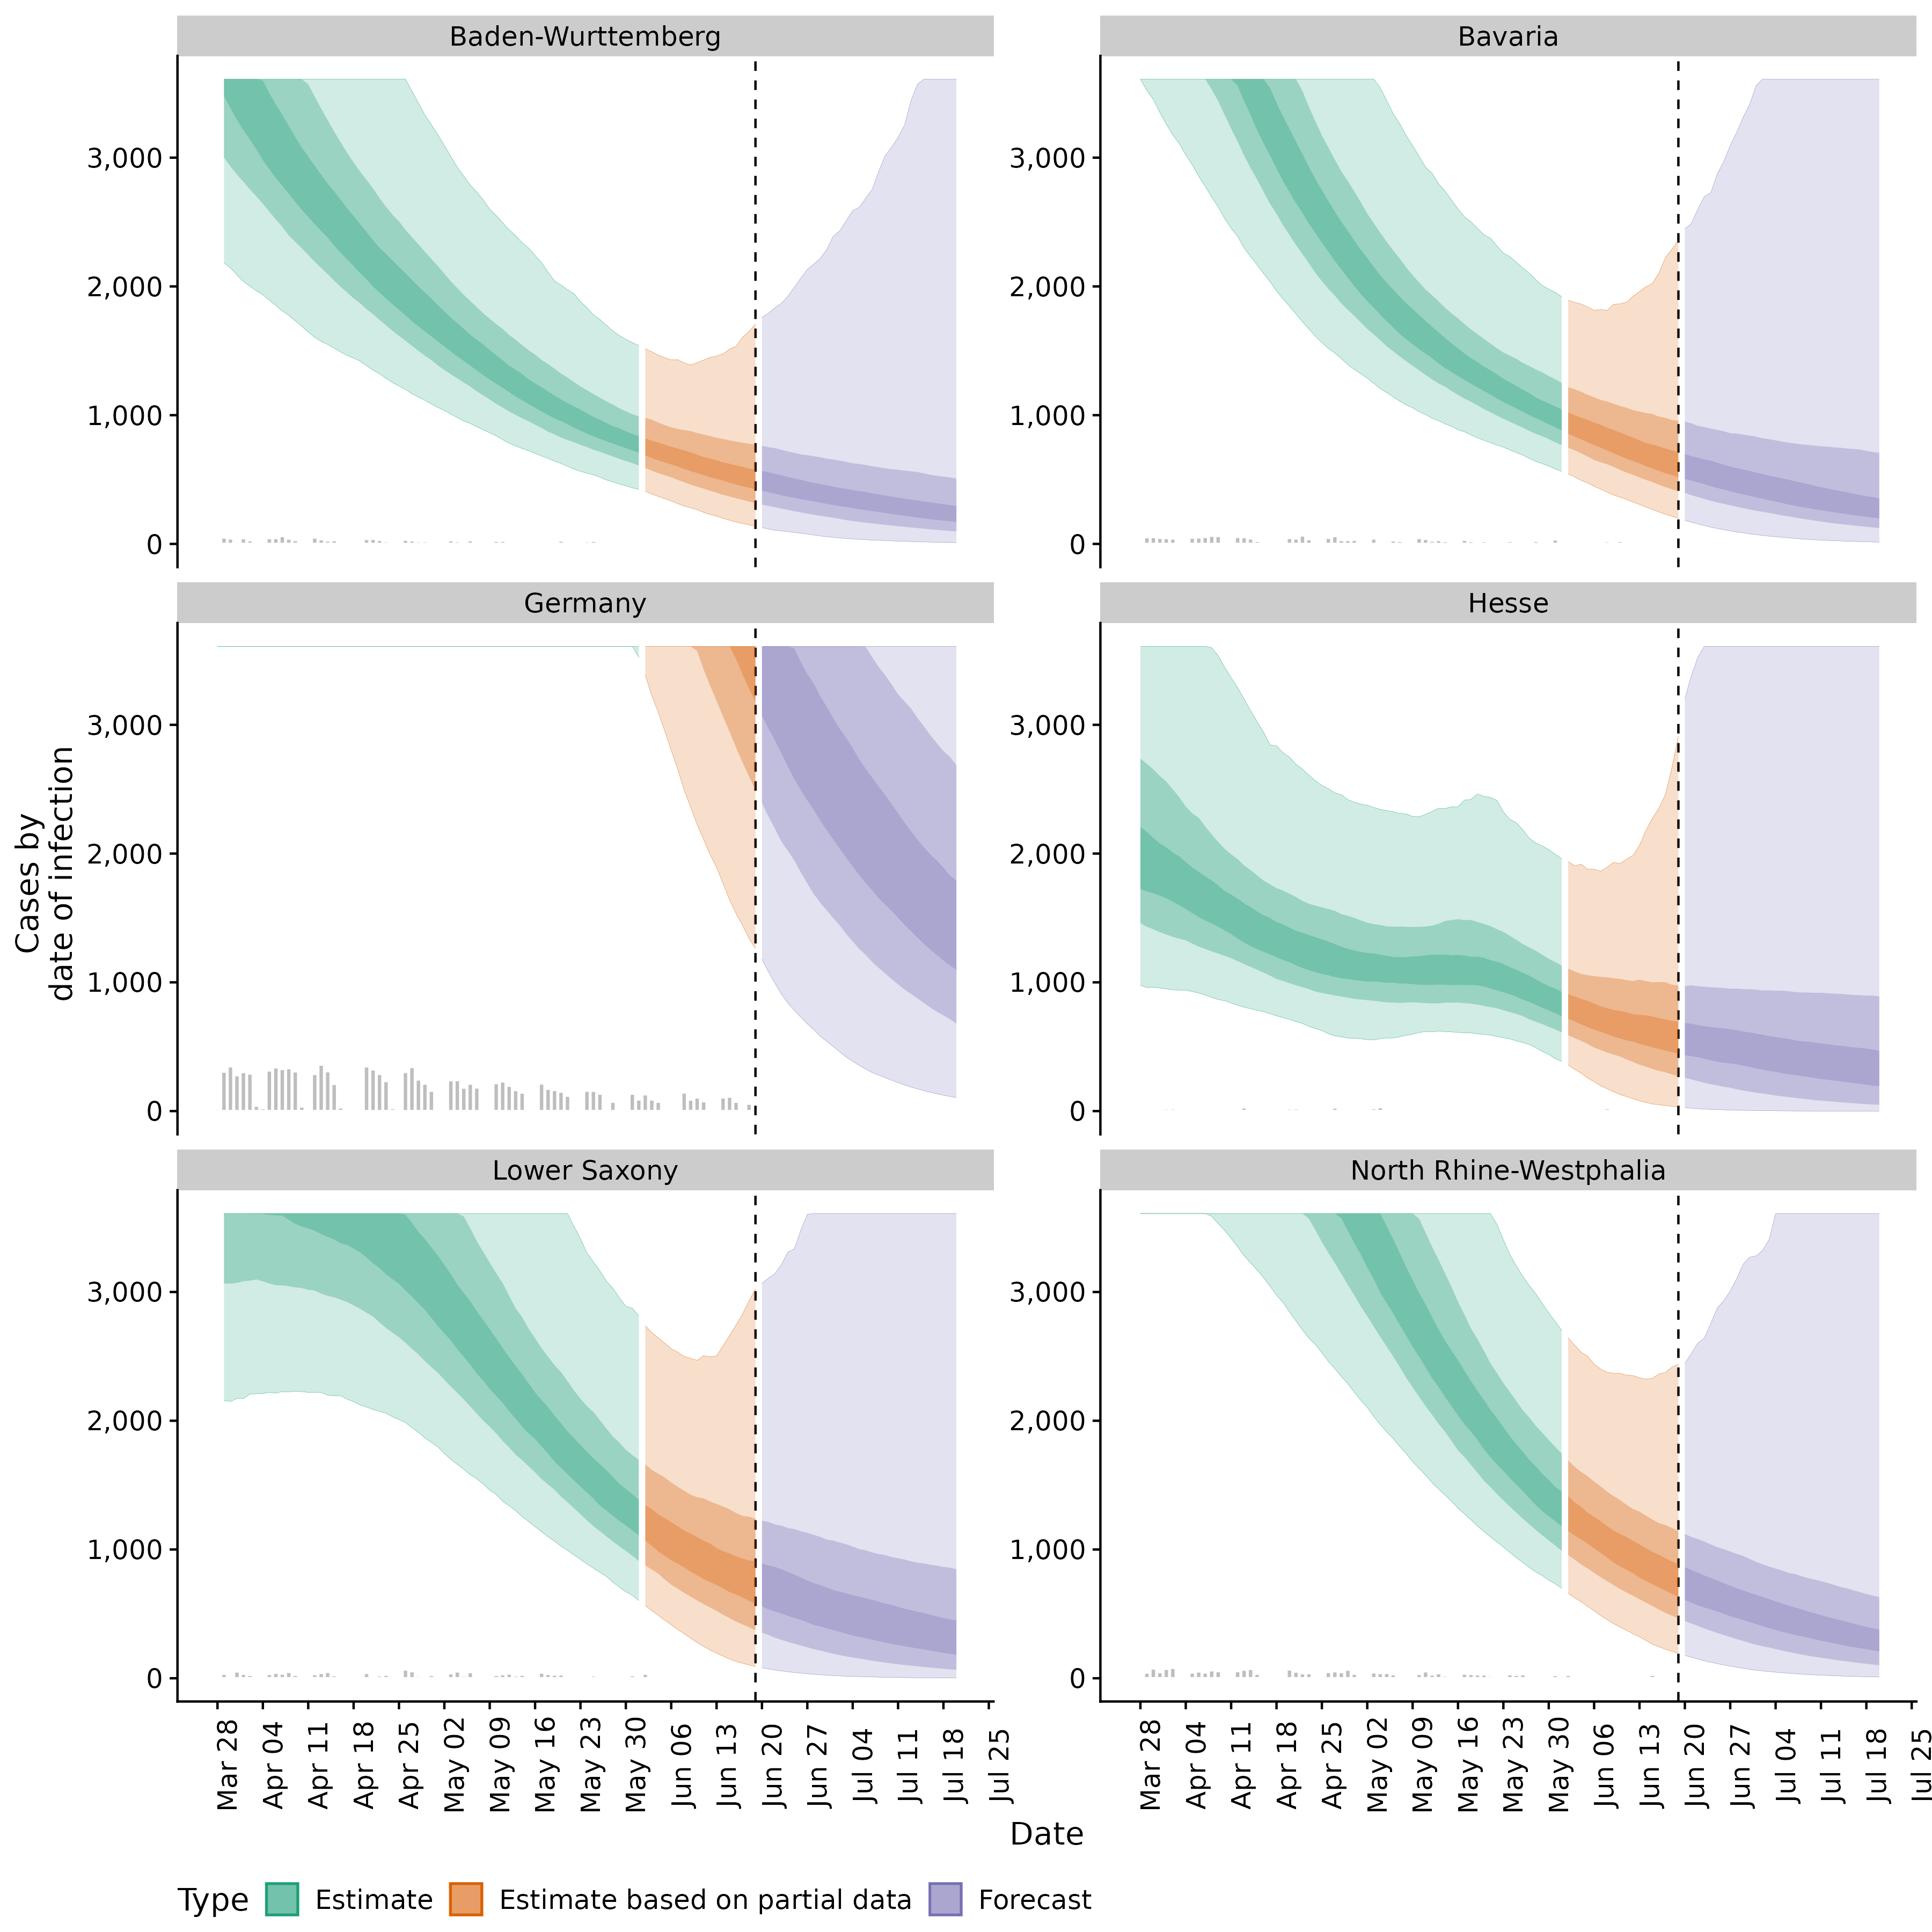 Baden-Wurttemberg
Bavaria
3,000
2,000
1,000
0
3,000
2,000
1,000
0
Germany
Hesse
3,000
2,000
1,000
0
3,000
2,000
1,000
0
Cases by
date of infection
Lower Saxony
North Rhine-Westphalia
3,000
2,000
1,000
0
3,000
2,000
1,000
0
Mar 28
Apr 04
Apr 11
Apr 18
Apr 25
May 02
May 09
May 16
May 23
May 30
Jun 06
Jun 13
Jun 20
Jun 27
Jul 04
Jul 11
Jul 18
Jul 25
Mar 28
Apr 04
Apr 11
Apr 18
Apr 25
May 02
May 09
May 16
May 23
May 30
Jun 06
Jun 13
Jun 20
Jun 27
Jul 04
Jul 11
Jul 18
Jul 25
Date
Type Estimate Estimate based on partial data Forecast